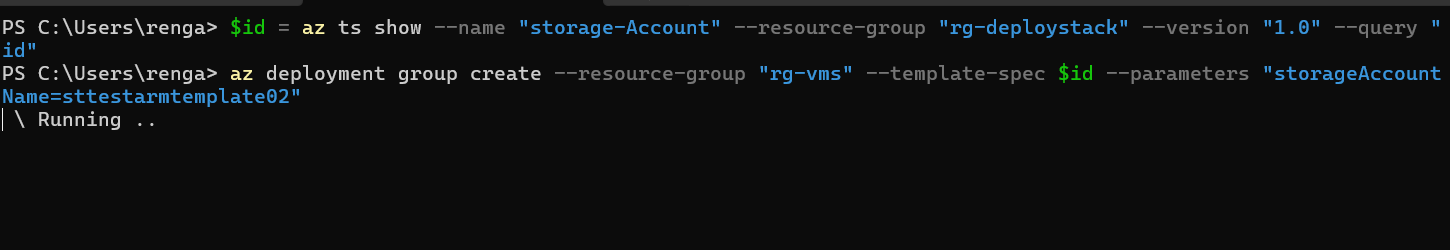 PS C:\Users\renga> $id = az ts show --name "storage-Account" --resource-group "rg-deploystack" --version "1.0" --query "
id"
PS C:\Users\renga> az deployment group create --resource-group "rg-vms" --template-spec $id --parameters "storageAccount
Name=sttestarmtemplate02"
\ Running ..